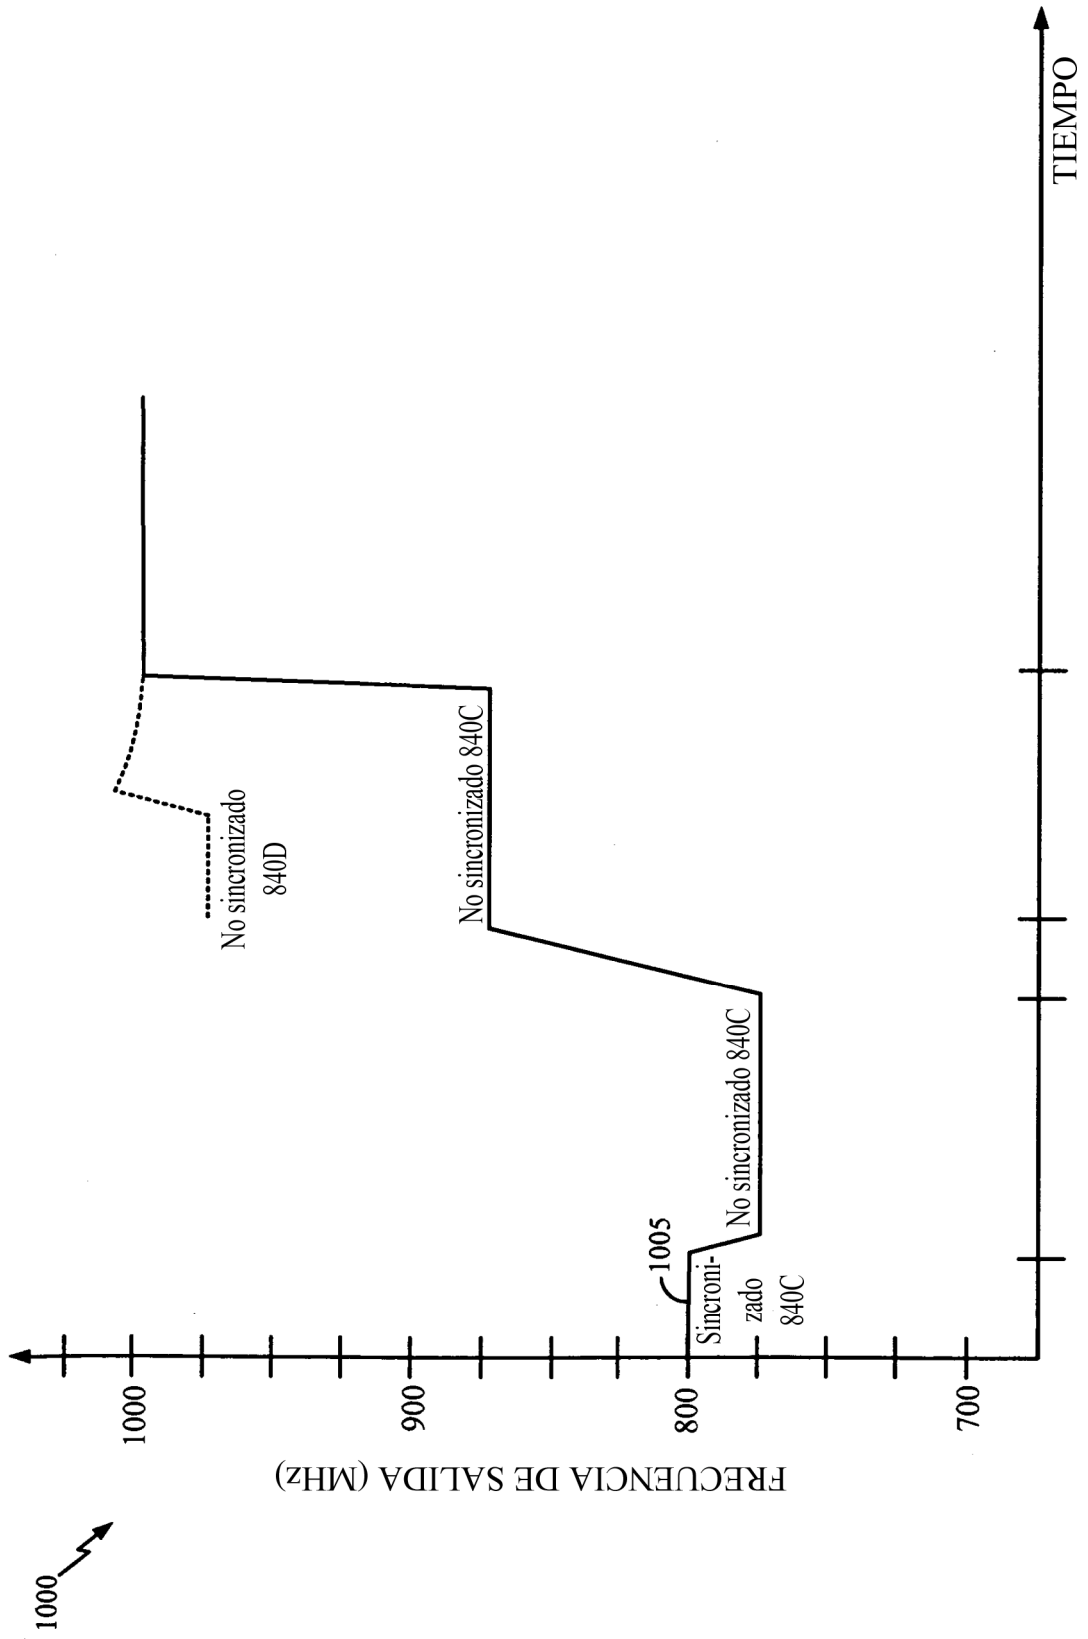 1000
FRECUENCIA DE SALIDA (MHz)
1000
900
800
700
1005
Sincroni-
zado
840C
No sincronizado 840C
No sincronizado 840C
No sincronizado
840D
TIEMPO